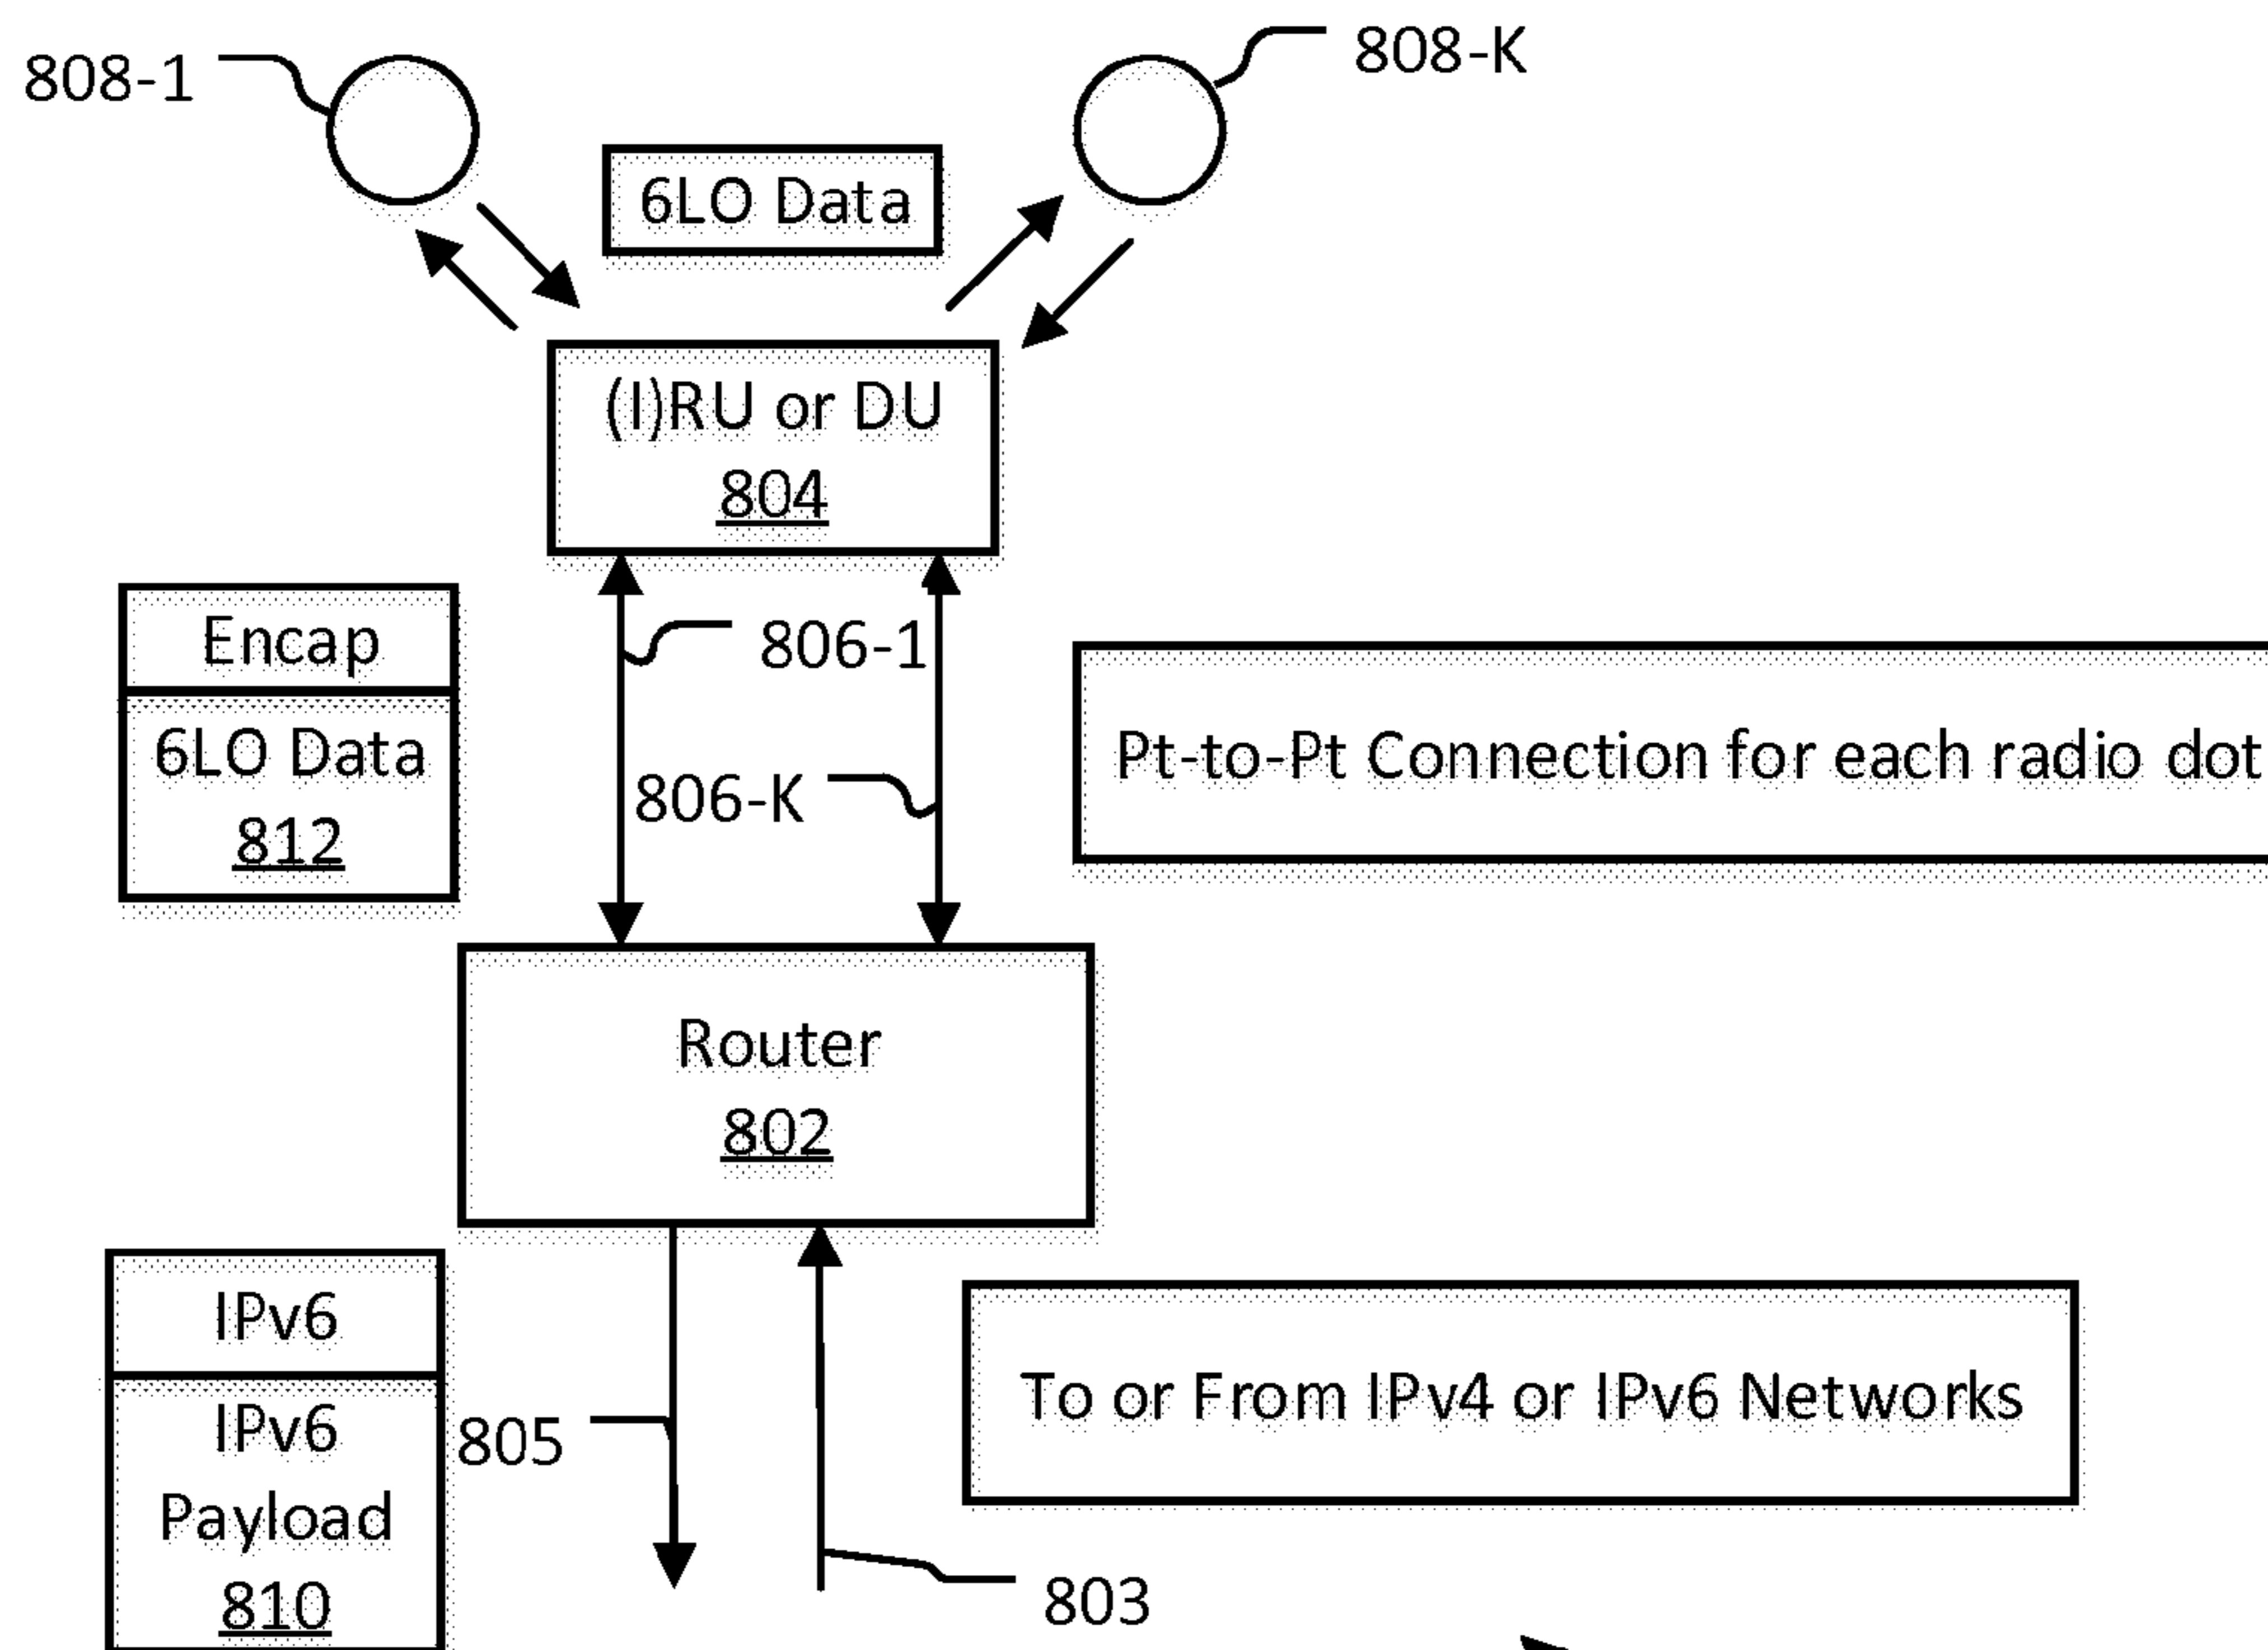 808-1
808-K
6LO Data
(I)RU or DU
804
Encap
806-1
6LO Data
812
Pt-to-Pt Connection for each radio dot
806-K
Router
802
IPv6
IPv6
Payload
810
805
To or From IPv4 or IPv6 Networks
803